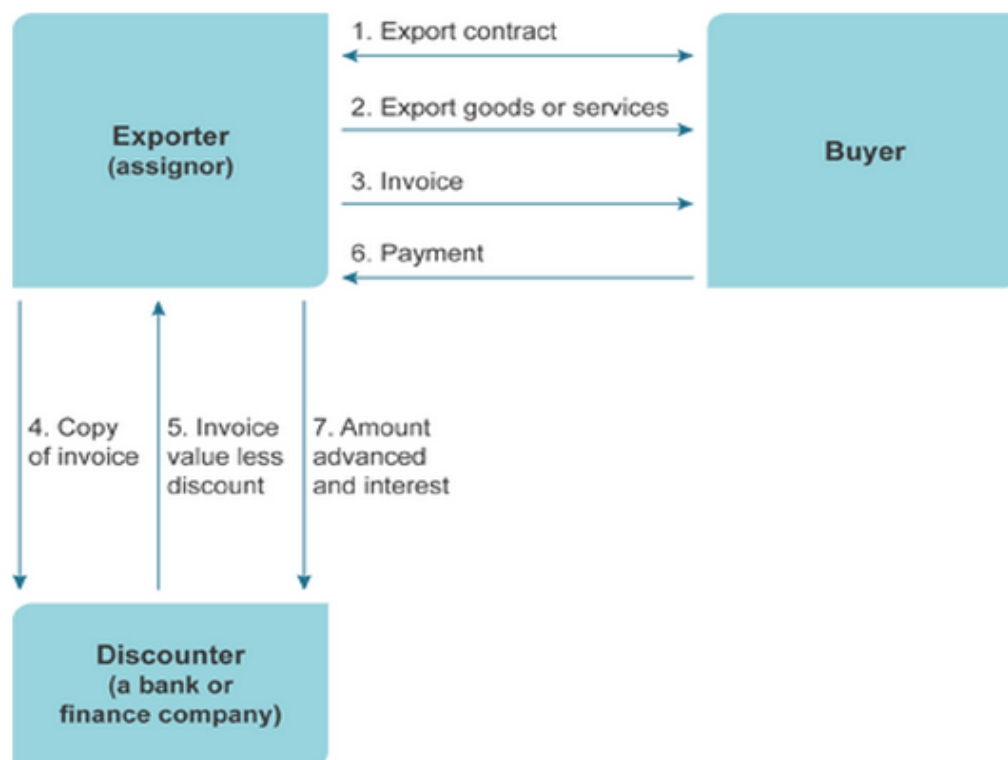 1. Export contract
2. Export goods or services
Exporter
(assignor)
Buyer
3. Invoice
6. Payment
4. Copy
of invoice
5. Invoice
value less
discount
7. Amount
advanced
and interest
Discounter
(a bank or
finance company)